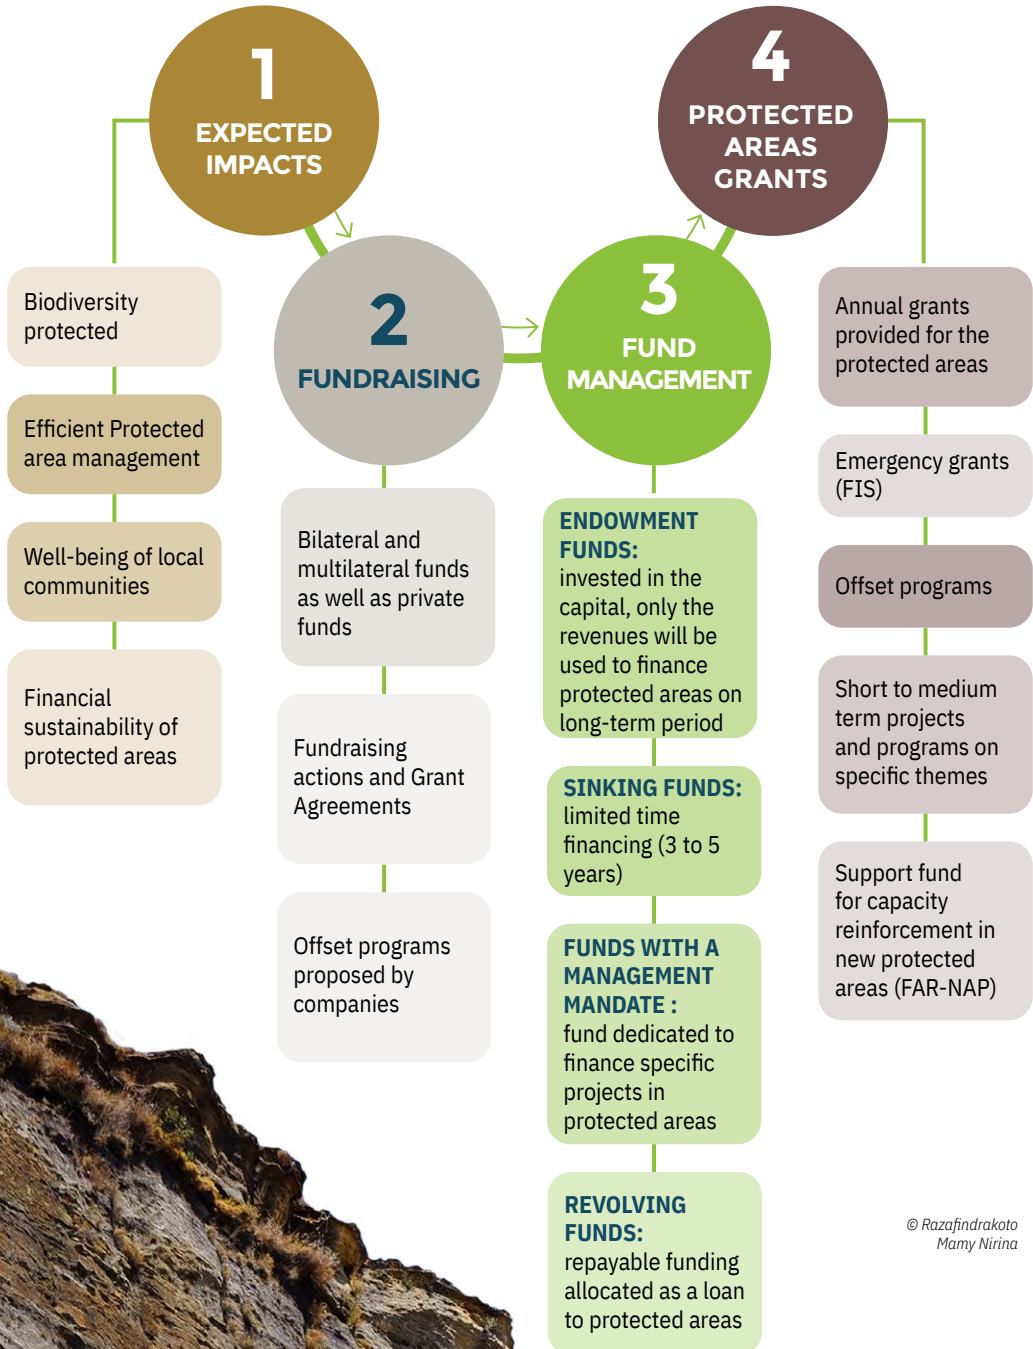 1
EXPECTED
IMPACTS
Biodiversity
protected
Efficient Protected
area management
Well-being of local
communities
Financial
sustainability of
protected areas
2
FUNDRAISING
Bilateral and
multilateral funds
as well as private
funds
Fundraising
actions and Grant
Agreements
Offset programs
proposed by
companies
3
FUND
MANAGEMENT
ENDOWMENT
FUNDS:
invested in the
capital, only the
revenues will be
used to finance
protected areas on
long-term period
SINKING FUNDS:
limited time
financing (3 to 5
years)
FUNDS WITH A
MANAGEMENT
MANDATE :
fund dedicated to
finance specific
projects in
protected areas
REVOLVING
FUNDS:
repayable funding
allocated as a loan
to protected areas
4
PROTECTED
AREAS
GRANTS
Annual grants
provided for the
protected areas
Emergency grants
(FIS)
Offset programs
Short to medium
term projects
and programs on
specific themes
Support fund
for capacity
reinforcement in
new protected
areas (FAR-NAP)
© Razafindrakoto
Mamy Nirina